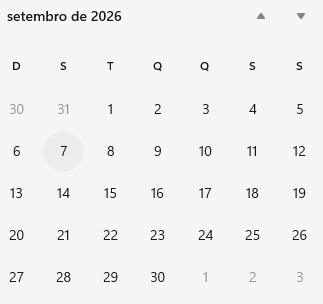 setembro de 2026
D S T Q Q S S
30 31 1 2 3 4 5
6 7 8 9 10 11 12
13 14 15 16 17 18 19
20 21 22 23 24 25 26
27 28 29 30 1 2 3